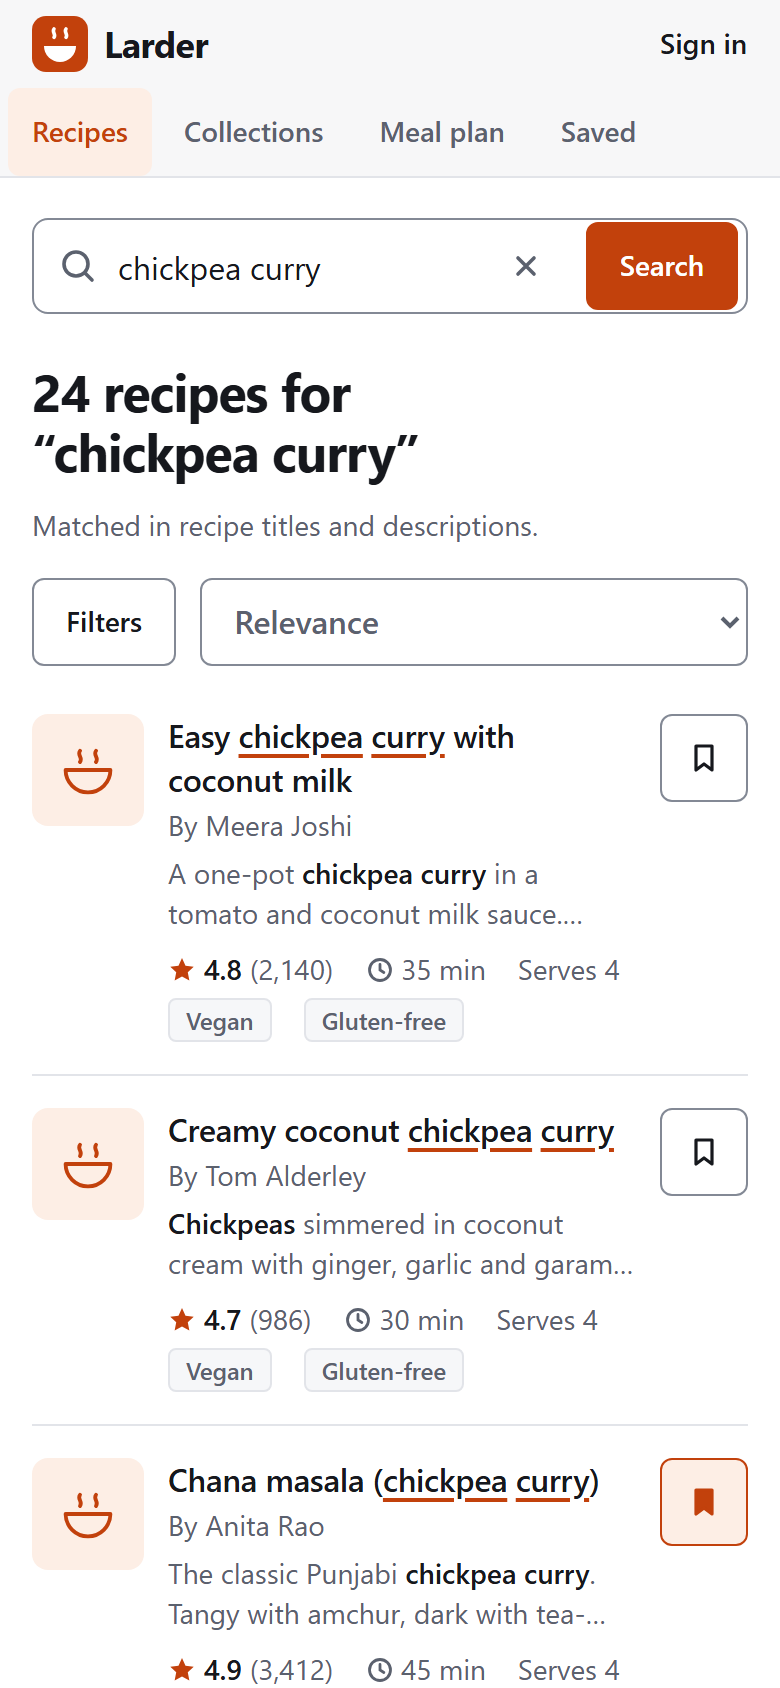 Larder
Sign in
Recipes
Collections
Meal plan
Saved
chickpea curry
Search
24 recipes for
“chickpea curry”
Matched in recipe titles and descriptions.
Filters
Relevance
Easy chickpea curry with
coconut milk
By Meera Joshi
A one-pot chickpea curry in a
tomato and coconut milk sauce....
4.8 (2,140) 35 min Serves 4
Vegan Gluten-free
Creamy coconut chickpea curry
By Tom Alderley
Chickpeas simmered in coconut
cream with ginger, garlic and garam...
4.7 (986) 30 min Serves 4
Vegan Gluten-free
Chana masala (chickpea curry)
By Anita Rao
The classic Punjabi chickpea curry.
Tangy with amchur, dark with tea-...
4.9 (3,412) 45 min Serves 4